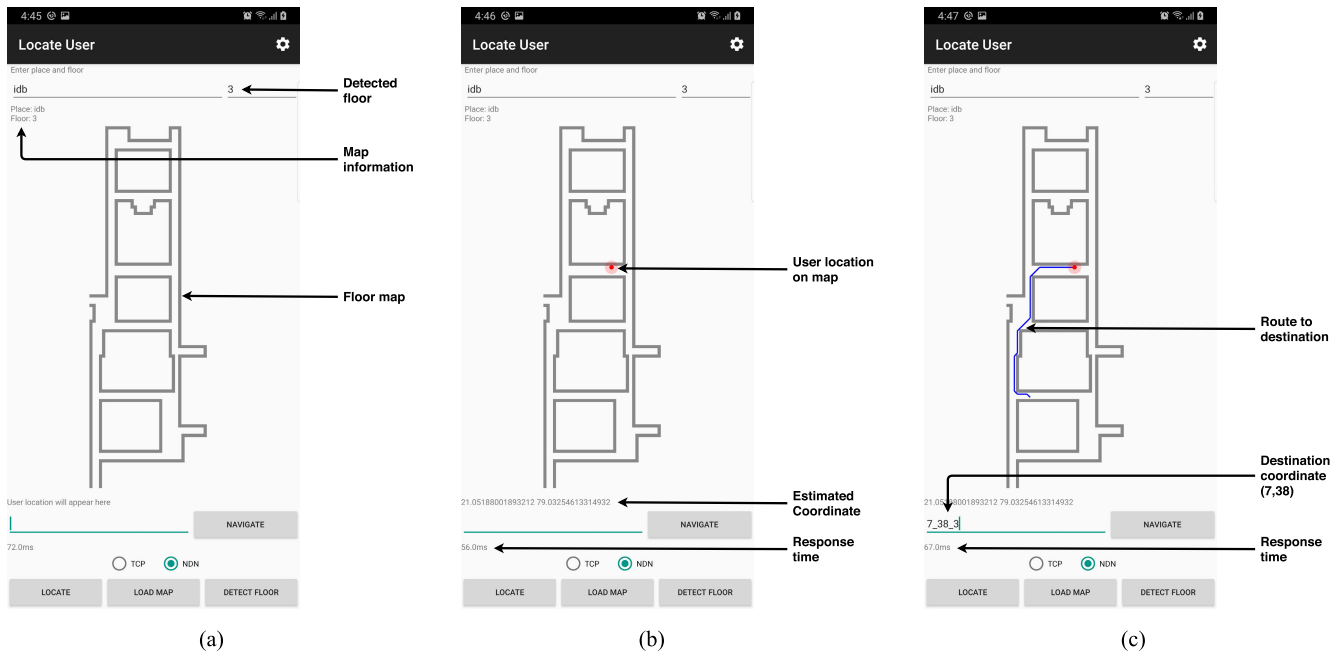 4:45
Locate User
Enter place and floor
idb 3
Place: idb
Floor: 3
User location will appear here
NAVIGATE
72.0ms
TCP NDN
LOCATE LOAD MAP DETECT FLOOR
Detected
floor
Map
information
Floor map
(a)
4:46
Locate User
Enter place and floor
idb 3
Place: idb
Floor: 3
21.05188001893212 79.03254613314932
NAVIGATE
56.0ms
TCP NDN
LOCATE LOAD MAP DETECT FLOOR
User location
on map
Estimated
Coordinate
Response
time
(b)
4:47
Locate User
Enter place and floor
idb 3
Place: idb
Floor: 3
21.05188001893212 79.03254613314932
7_38_3 NAVIGATE
67.0ms
TCP NDN
LOCATE LOAD MAP DETECT FLOOR
Route to
destination
Destination
coordinate
(7,38)
Response
time
(c)